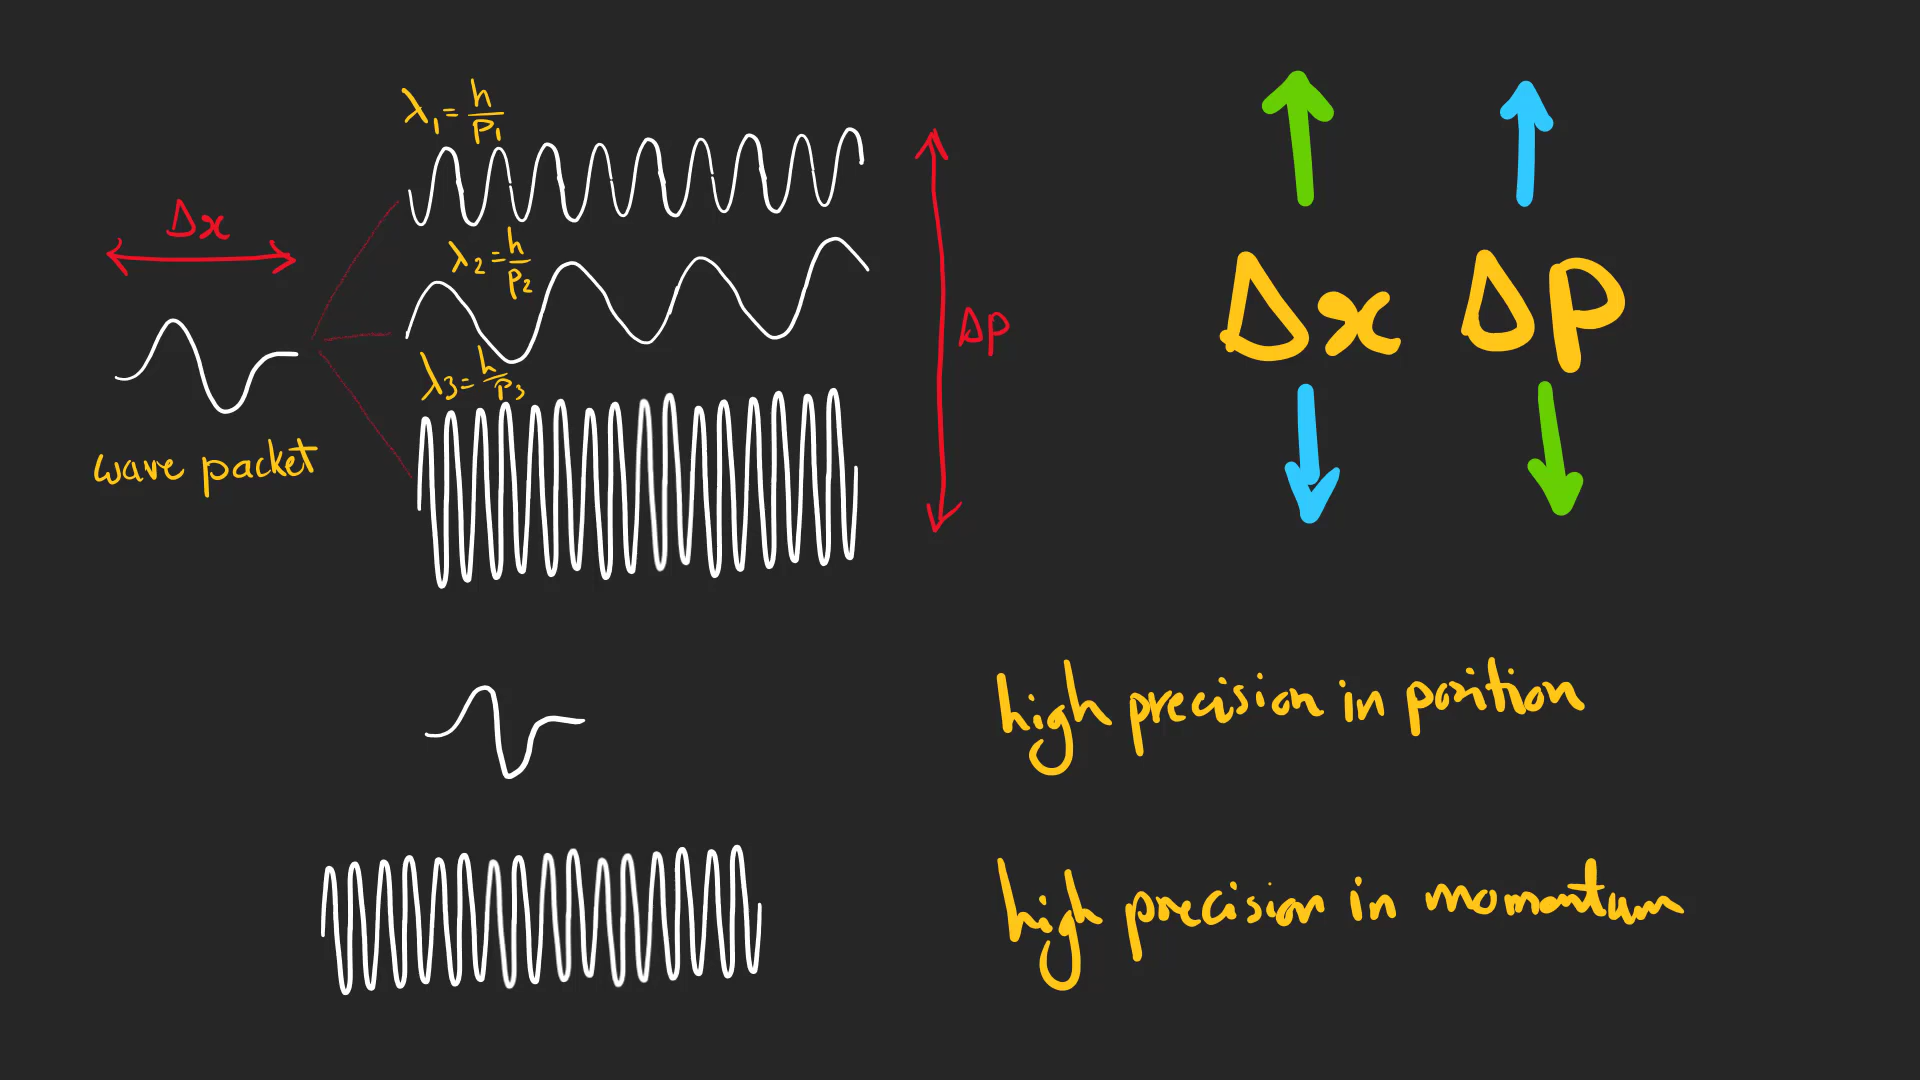 λ₁ = h/p₁
Δx
λ₂ = h/p₂
Δp
λ₃ = h/p₃
wave packet
Δx Δp
high precision in position
high precision in momentum